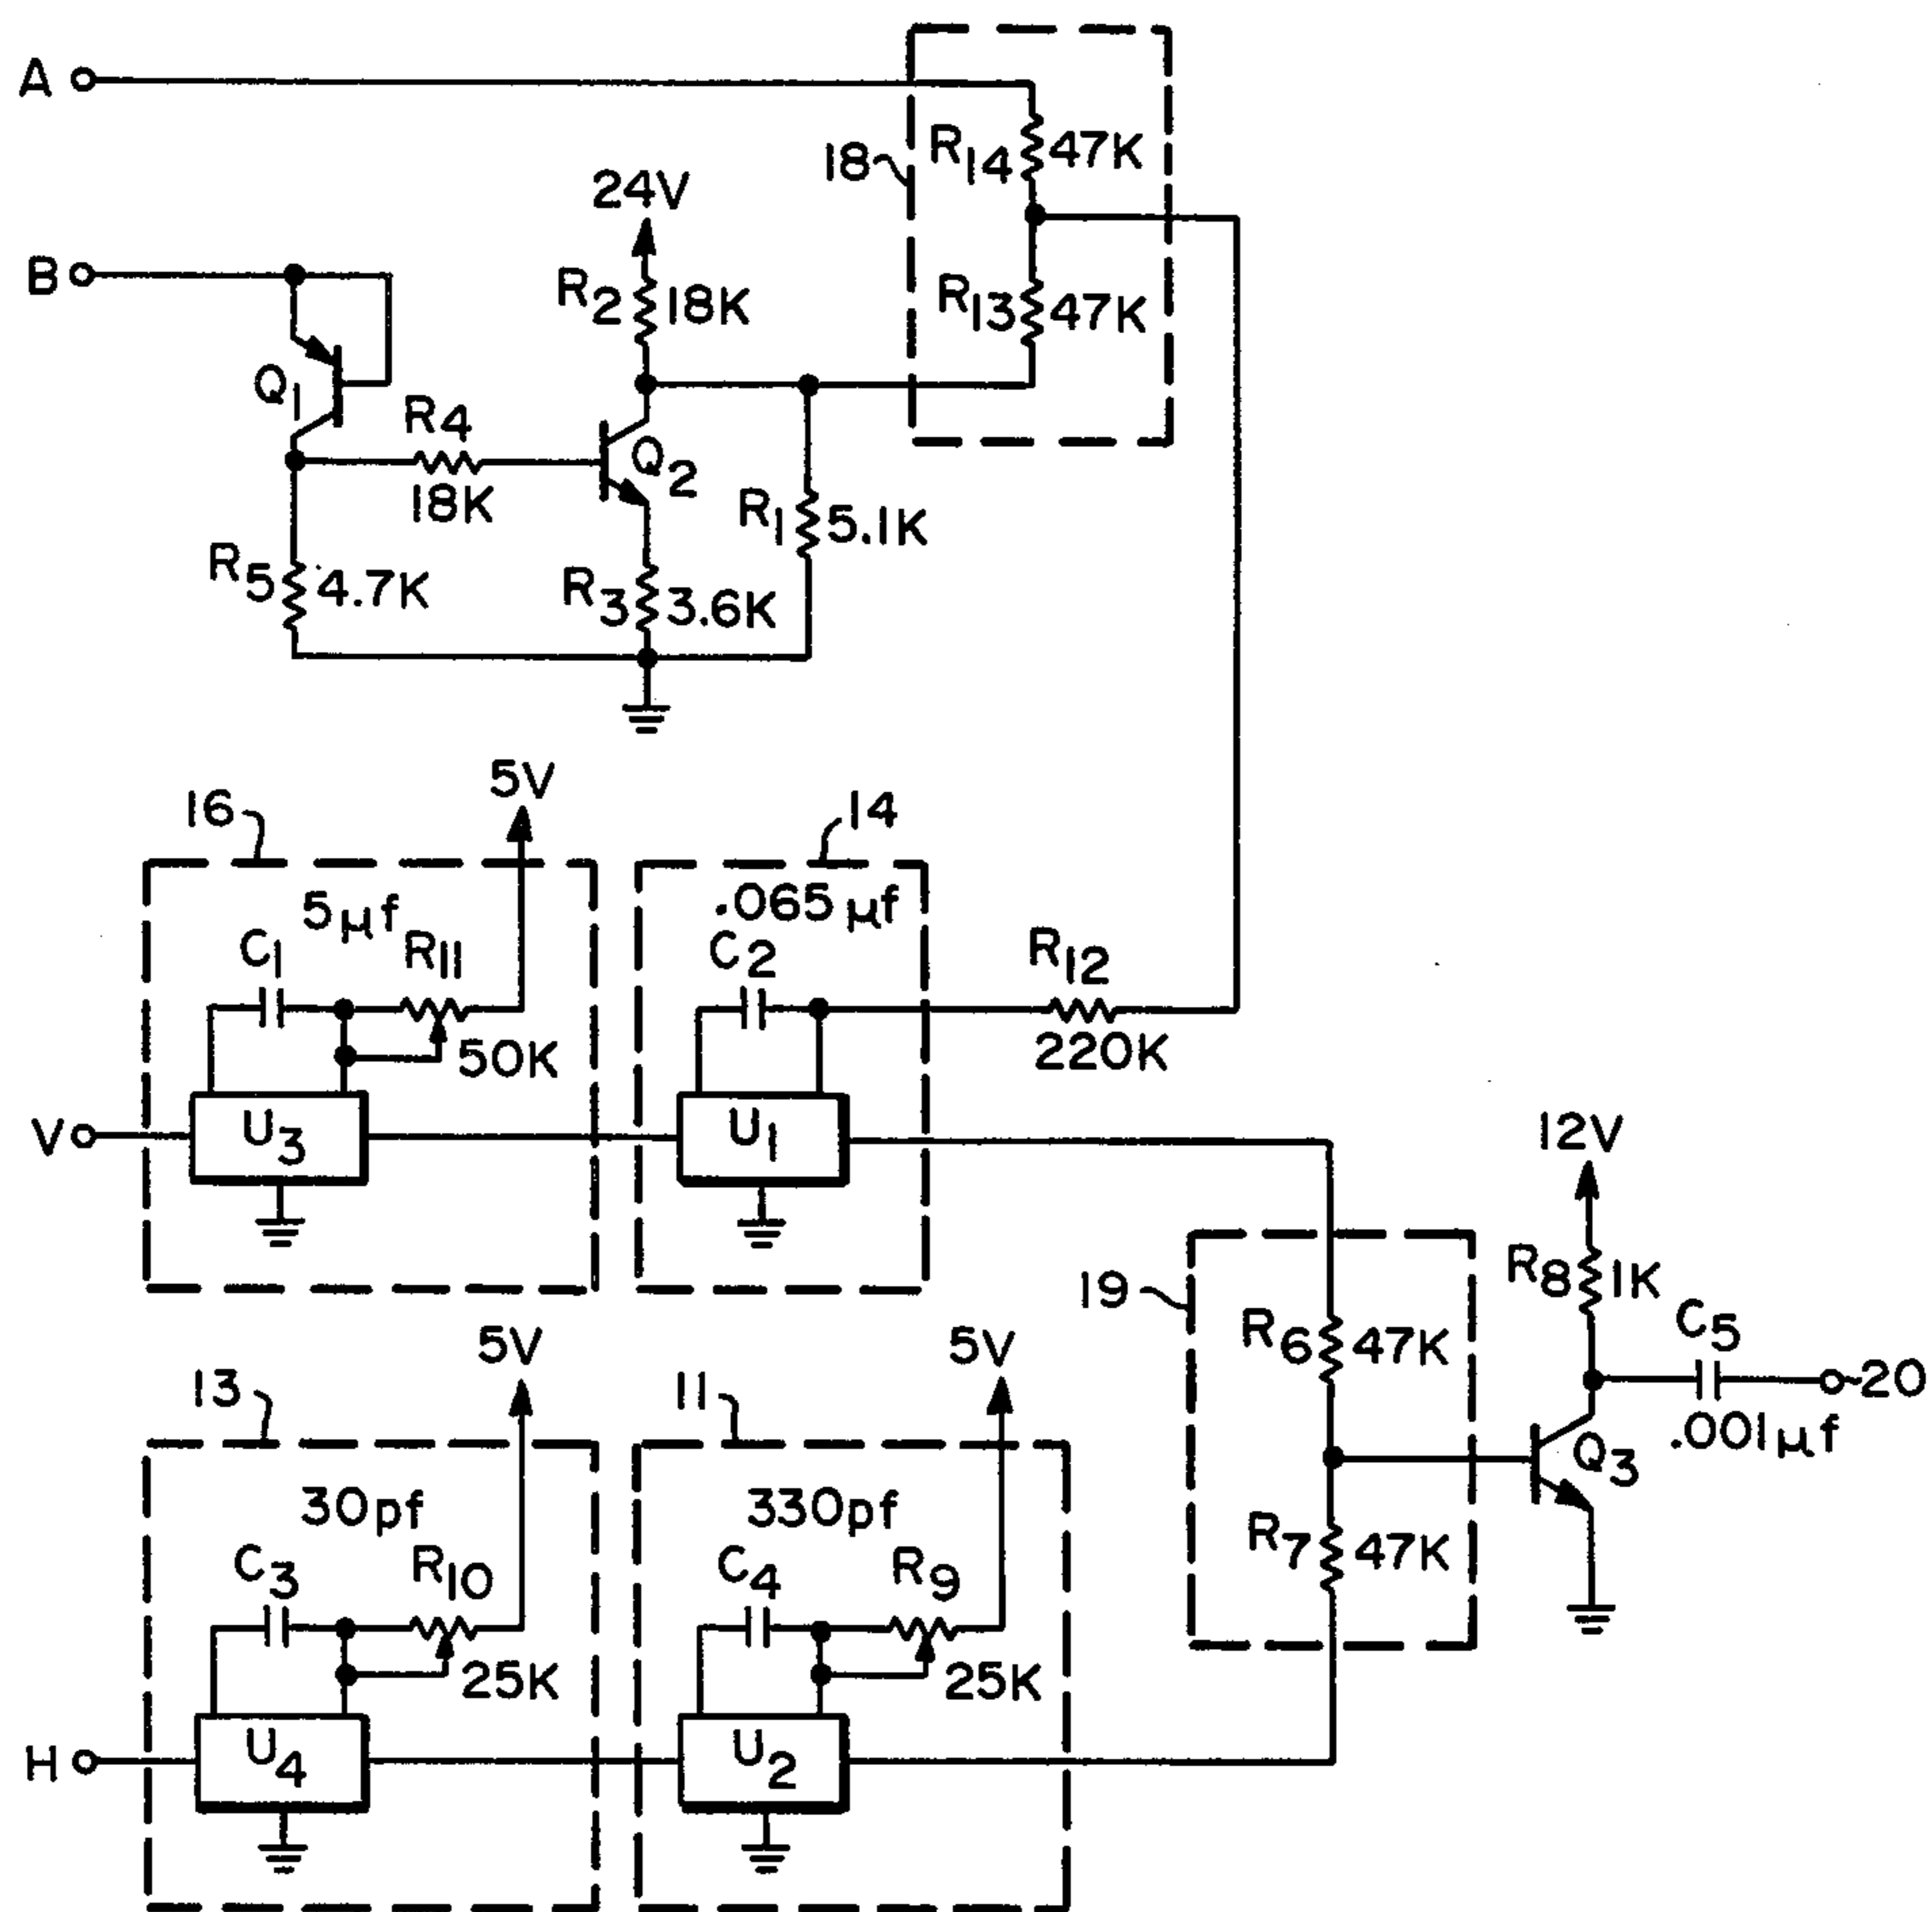 A
18
R14 47K
24V
B
R2 18K
R13 47K
Q1
R4
18K
Q2
R1 5.1K
R5 4.7K
R3 3.6K
5V
16
14
5µf
.065µf
C1
R11
C2
R12
50K
220K
V
U3
U1
12V
19
R8 1K
R6 47K
C5
20
.001µf
5V
5V
13
11
Q3
30pf
330pf
R7 47K
C3
R10
C4
R9
25K
25K
H
U4
U2